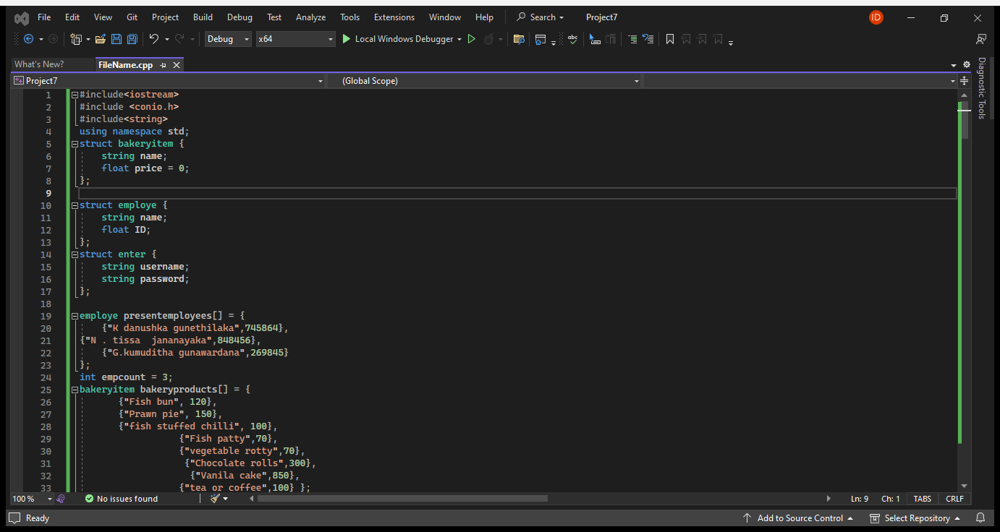 File Edit View Git Project Build Debug Test Analyze Tools Extensions Window Help Search Project7 ID
Debug x64 Local Windows Debugger
What's New? FileName.cpp
Project7 (Global Scope)
Diagnostic Tools
1 #include<iostream>
2 #include <conio.h>
3 #include<string>
4 using namespace std;
5 struct bakeryitem {
6 string name;
7 float price = 0;
8 };
9
10 struct employe {
11 string name;
12 float ID;
13 };
14 struct enter {
15 string username;
16 string password;
17 };
18
19 employe presentemployees[] = {
20 {"K danushka gunethilaka",745864},
21 {"N . tissa  jananayaka",848456},
22 {"G.kumuditha gunawardana",269845}
23 };
24 int empcount = 3;
25 bakeryitem bakeryproducts[] = {
26 {"Fish bun", 120},
27 {"Prawn pie", 150},
28 {"fish stuffed chilli", 100},
29 {"Fish patty",70},
30 {"vegetable rotty",70},
31 {"Chocolate rolls",300},
32 {"Vanila cake",850},
33 {"tea or coffee",100} };
100 % No issues found Ln: 9 Ch: 1 TABS CRLF
Ready Add to Source Control Select Repository